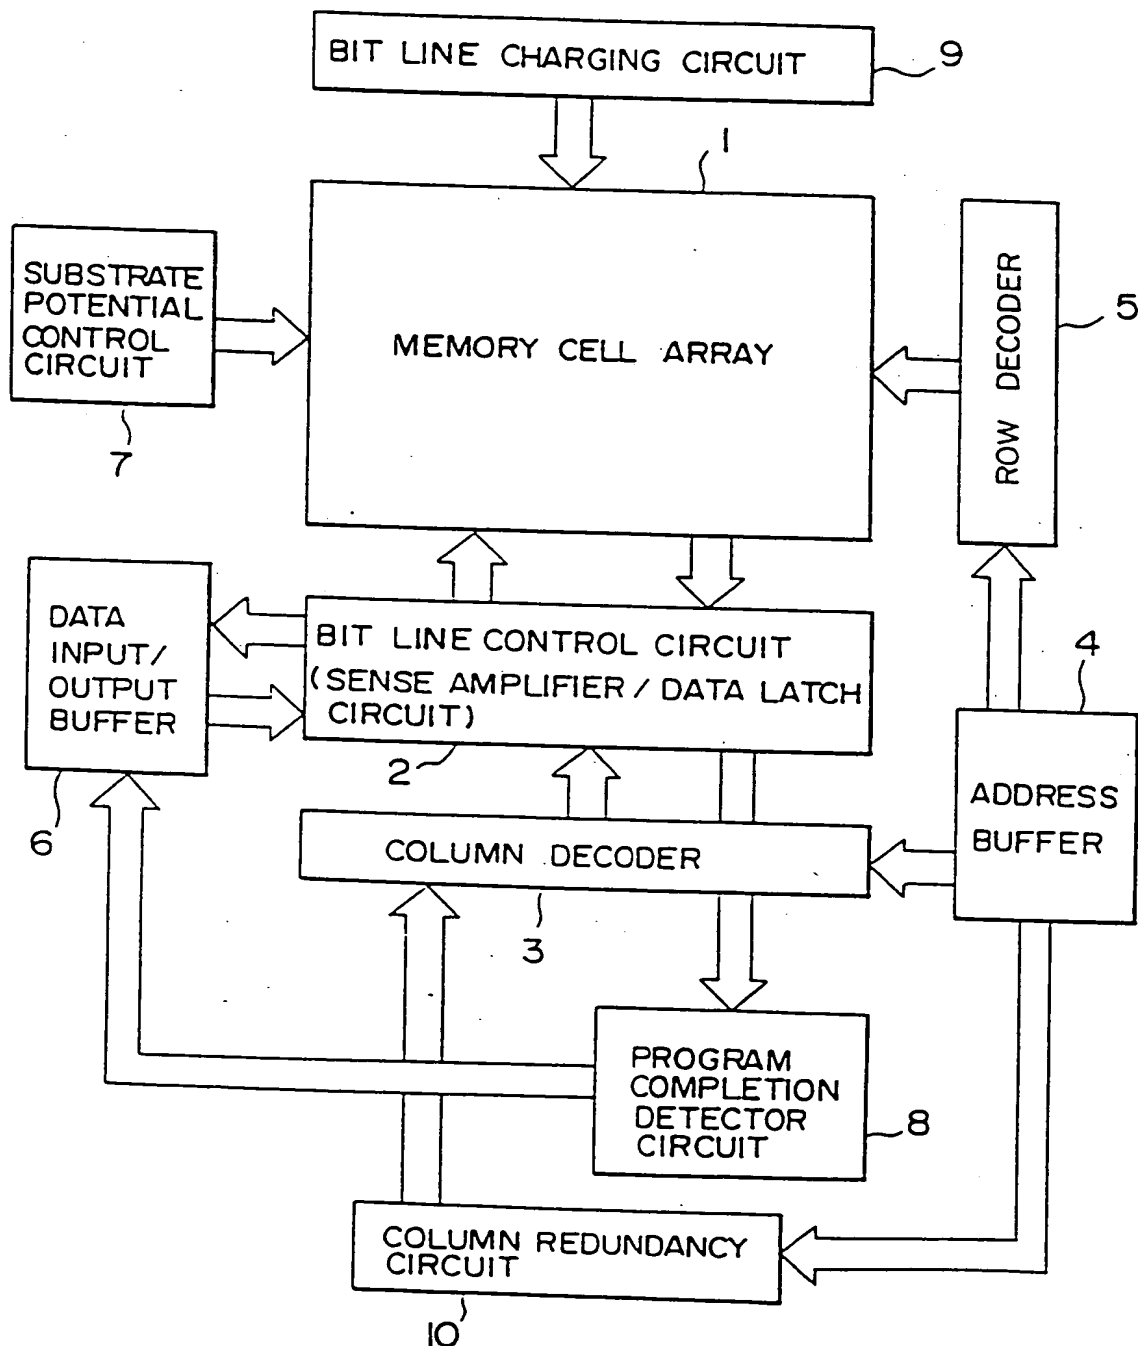 BIT LINE CHARGING CIRCUIT
9
1
SUBSTRATE
POTENTIAL
CONTROL
CIRCUIT
7
MEMORY CELL ARRAY
ROW DECODER
5
DATA
INPUT/
OUTPUT
BUFFER
6
BIT LINE CONTROL CIRCUIT
(SENSE AMPLIFIER / DATA LATCH
CIRCUIT)
2
4
ADDRESS
BUFFER
COLUMN DECODER
3
PROGRAM
COMPLETION
DETECTOR
CIRCUIT
8
COLUMN REDUNDANCY
CIRCUIT
10